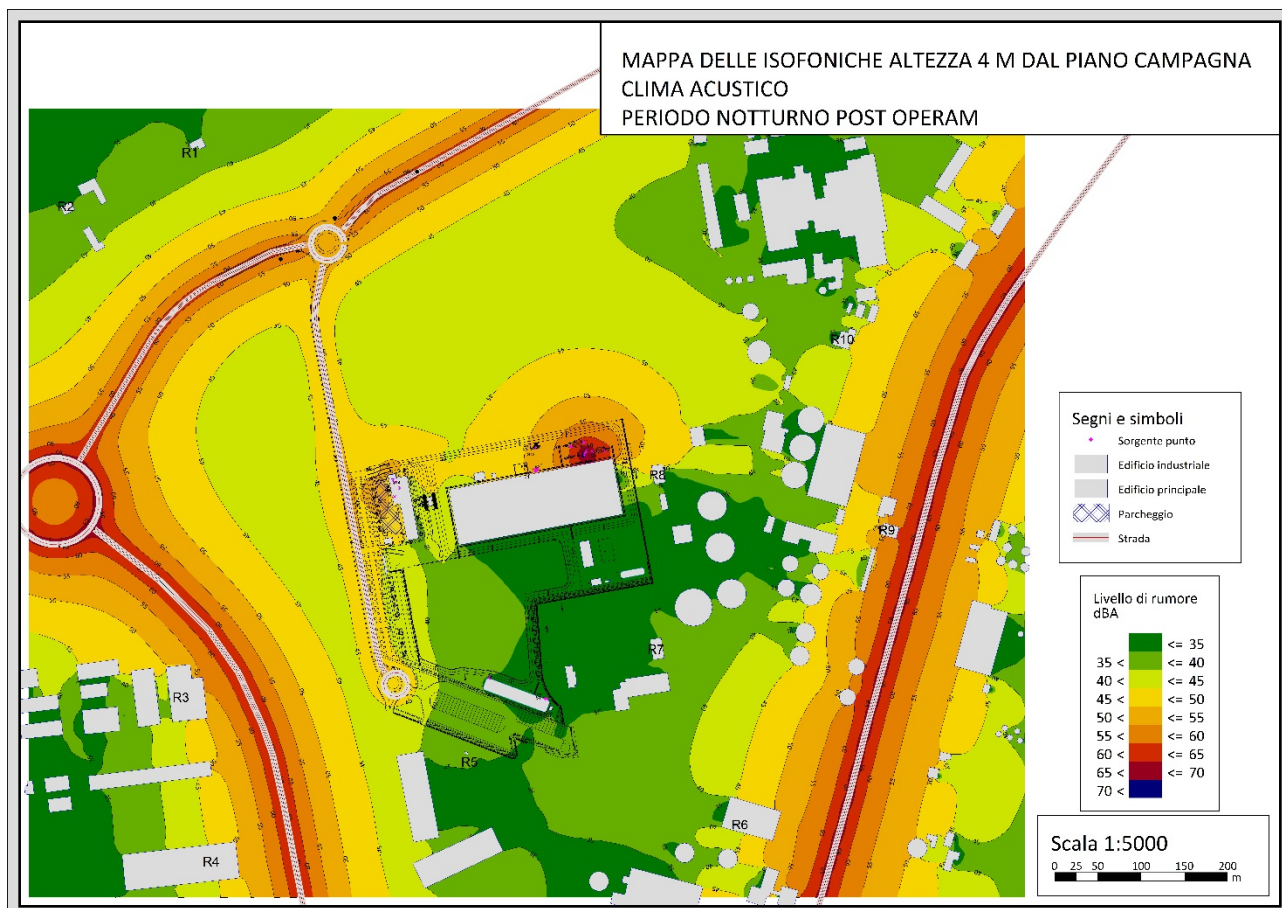 MAPPA DELLE ISOFONICHE ALTEZZA 4 M DAL PIANO CAMPAGNA
CLIMA ACUSTICO
PERIODO NOTTURNO POST OPERAM
R1
R2
R10
R8
R9
R7
R3
R5
R6
R4
Segni e simboli
Sorgente punto
Edificio industriale
Edificio principale
Parcheggio
Strada
Livello di rumore
dBA
<= 35
35 < <= 40
40 < <= 45
45 < <= 50
50 < <= 55
55 < <= 60
60 < <= 65
65 < <= 70
70 <
Scala 1:5000
0 25 50 100 150 200
m